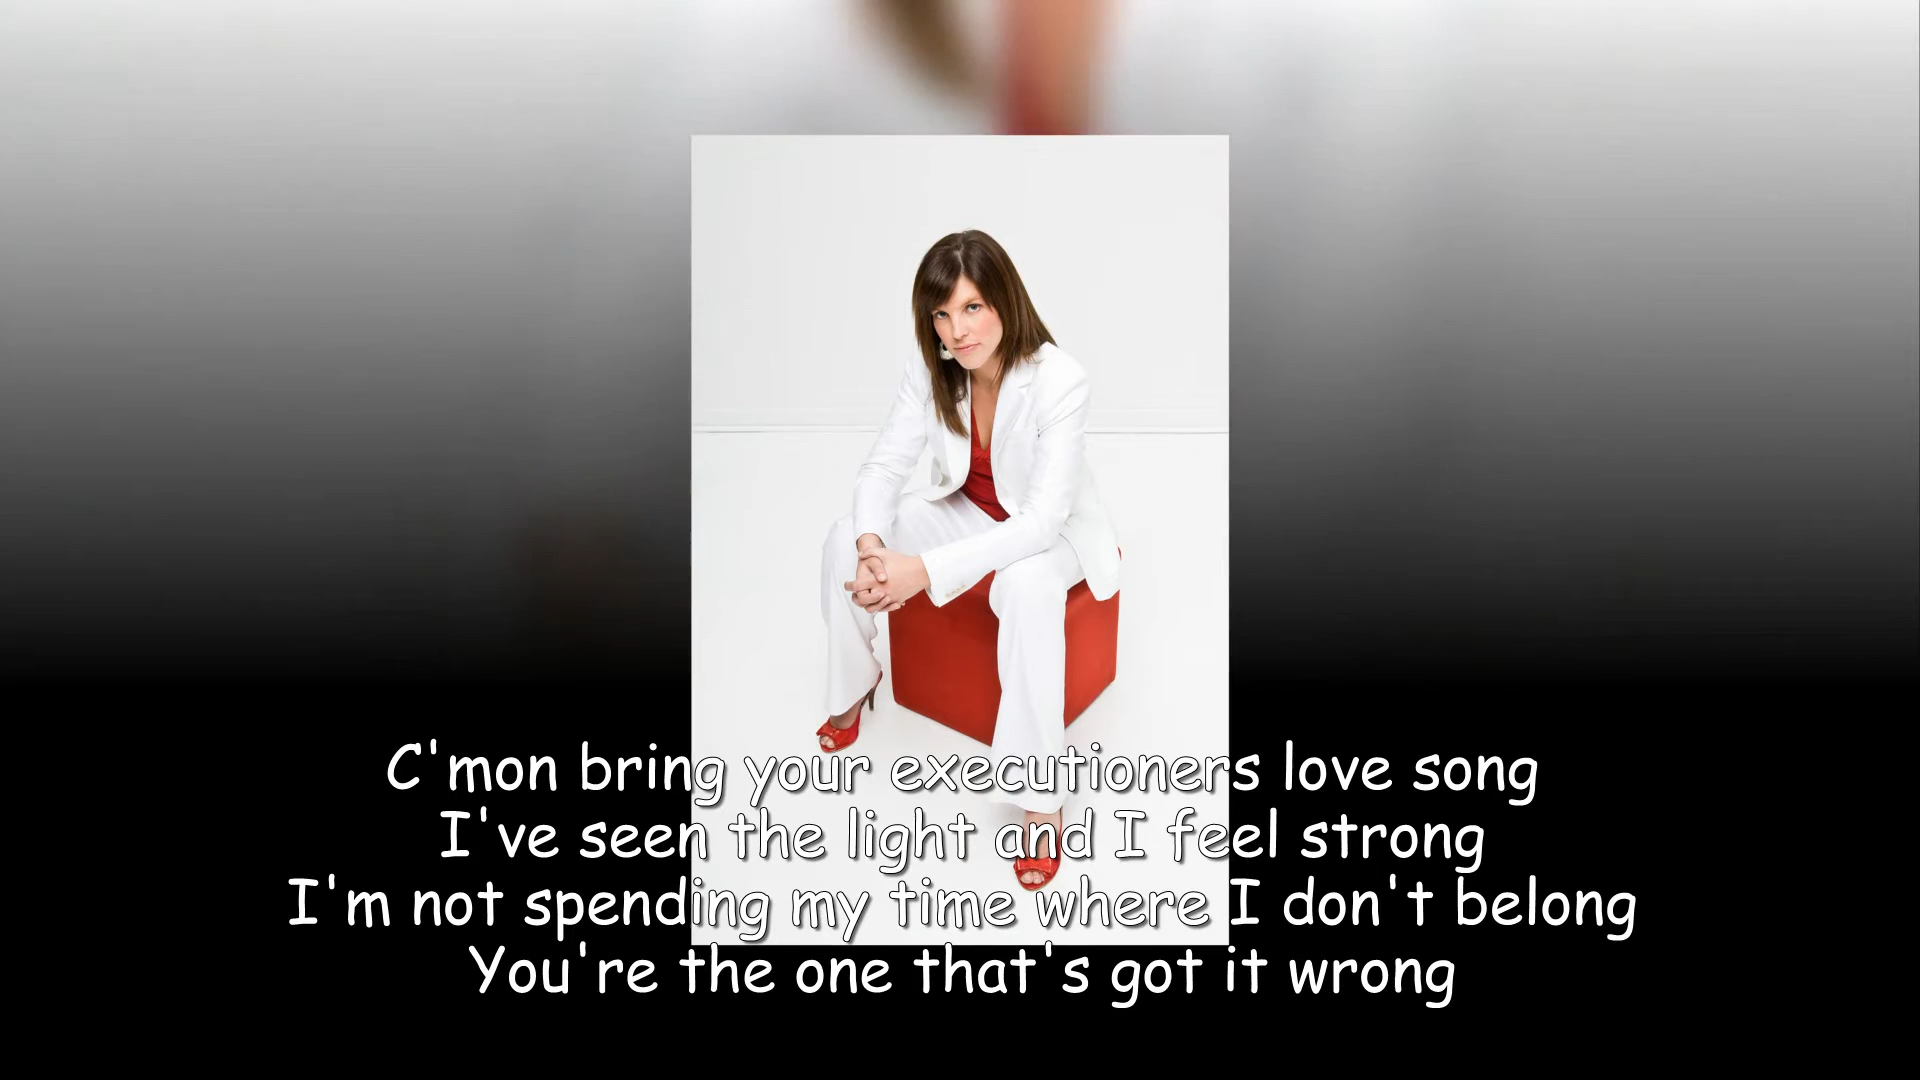 C'mon bring your executioners love song
I've seen the light and I feel strong
I'm not spending my time where I don't belong
You're the one that's got it wrong